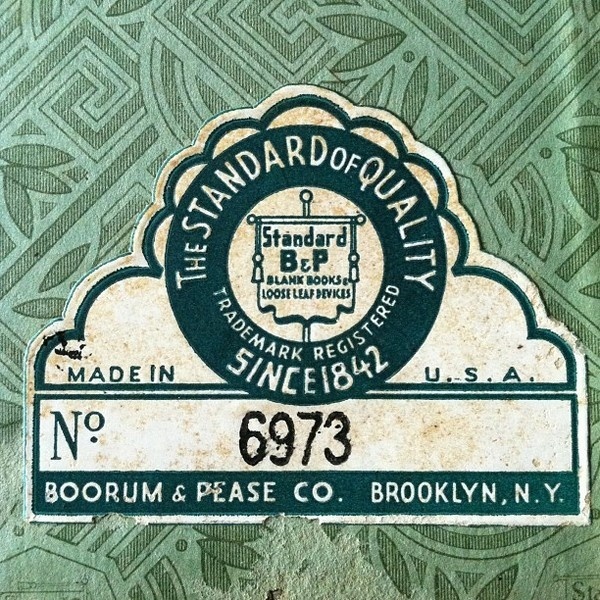 THE STANDARD OF QUALITY
Standard
B&P
BLANK BOOKS &
LOOSE LEAF DEVICES
TRADEMARK REGISTERED
SINCE 1842
MADE IN U.S.A.
Nº 6973
BOORUM & PEASE CO. BROOKLYN, N.Y.